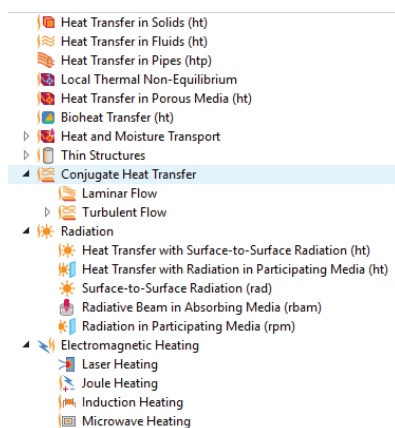 Heat Transfer in Solids (ht)
Heat Transfer in Fluids (ht)
Heat Transfer in Pipes (htp)
Local Thermal Non-Equilibrium
Heat Transfer in Porous Media (ht)
Bioheat Transfer (ht)
Heat and Moisture Transport
Thin Structures
Conjugate Heat Transfer
Laminar Flow
Turbulent Flow
Radiation
Heat Transfer with Surface-to-Surface Radiation (ht)
Heat Transfer with Radiation in Participating Media (ht)
Surface-to-Surface Radiation (rad)
Radiative Beam in Absorbing Media (rbam)
Radiation in Participating Media (rpm)
Electromagnetic Heating
Laser Heating
Joule Heating
Induction Heating
Microwave Heating